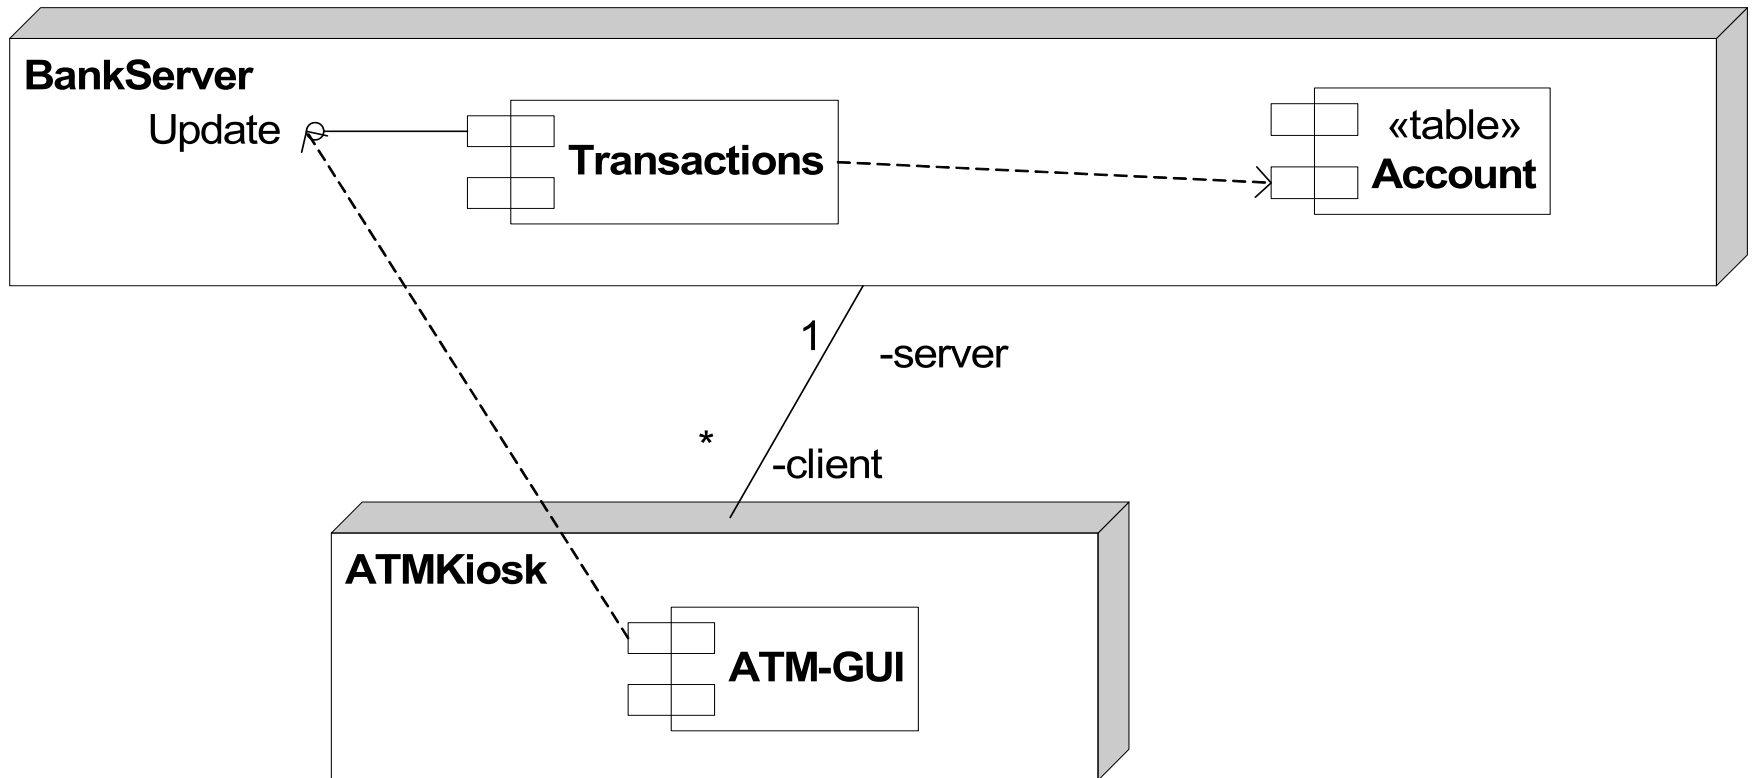 BankServer
Update
Transactions
«table»
Account
1
-server
*
-client
ATMKiosk
ATM-GUI